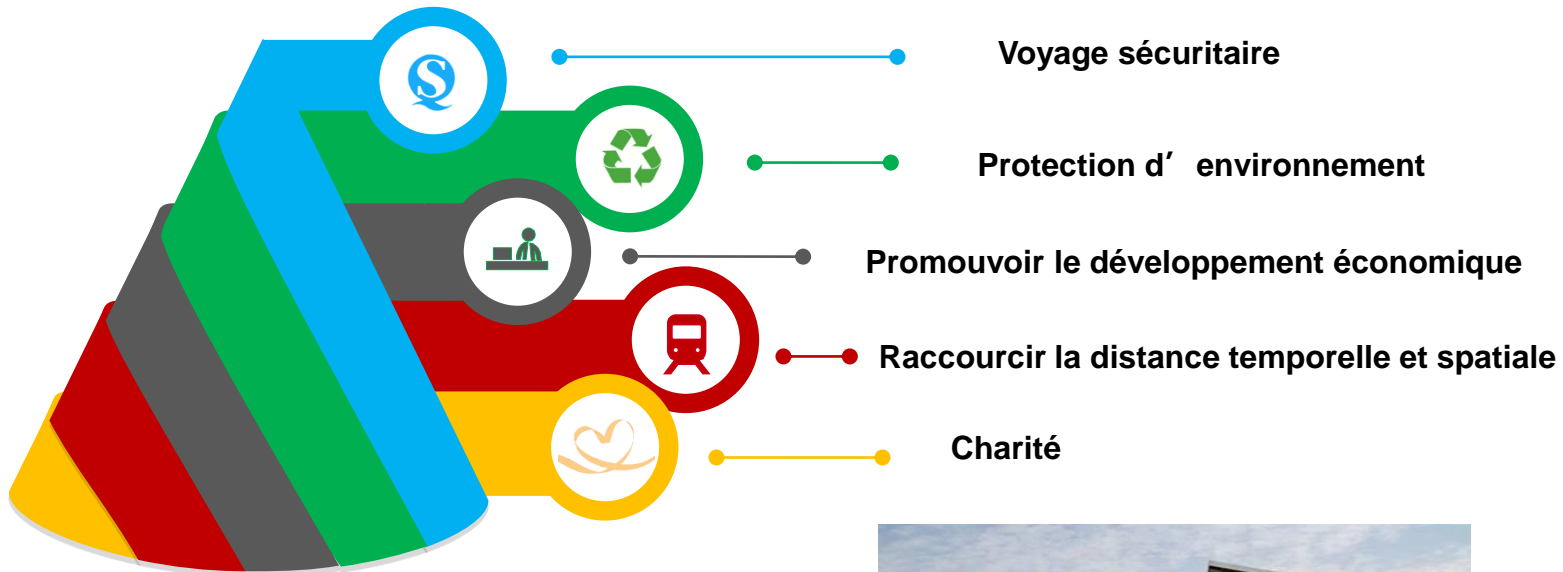 Voyage sécuritaire
Protection d’ environnement
Promouvoir le développement économique
Raccourcir la distance temporelle et spatiale
Charité